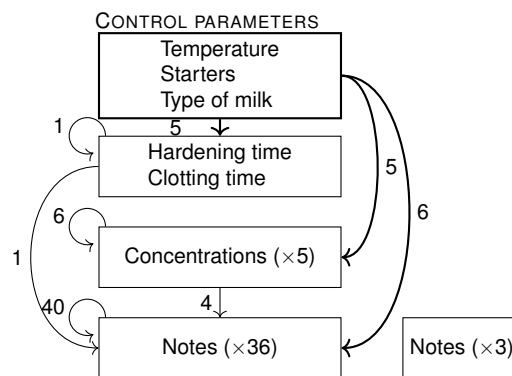 CONTROL PARAMETERS
Temperature
Starters
Type of milk
1
5
Hardening time
Clotting time
5
6
6
Concentrations (×5)
1
4
40
Notes (×36)
Notes (×3)